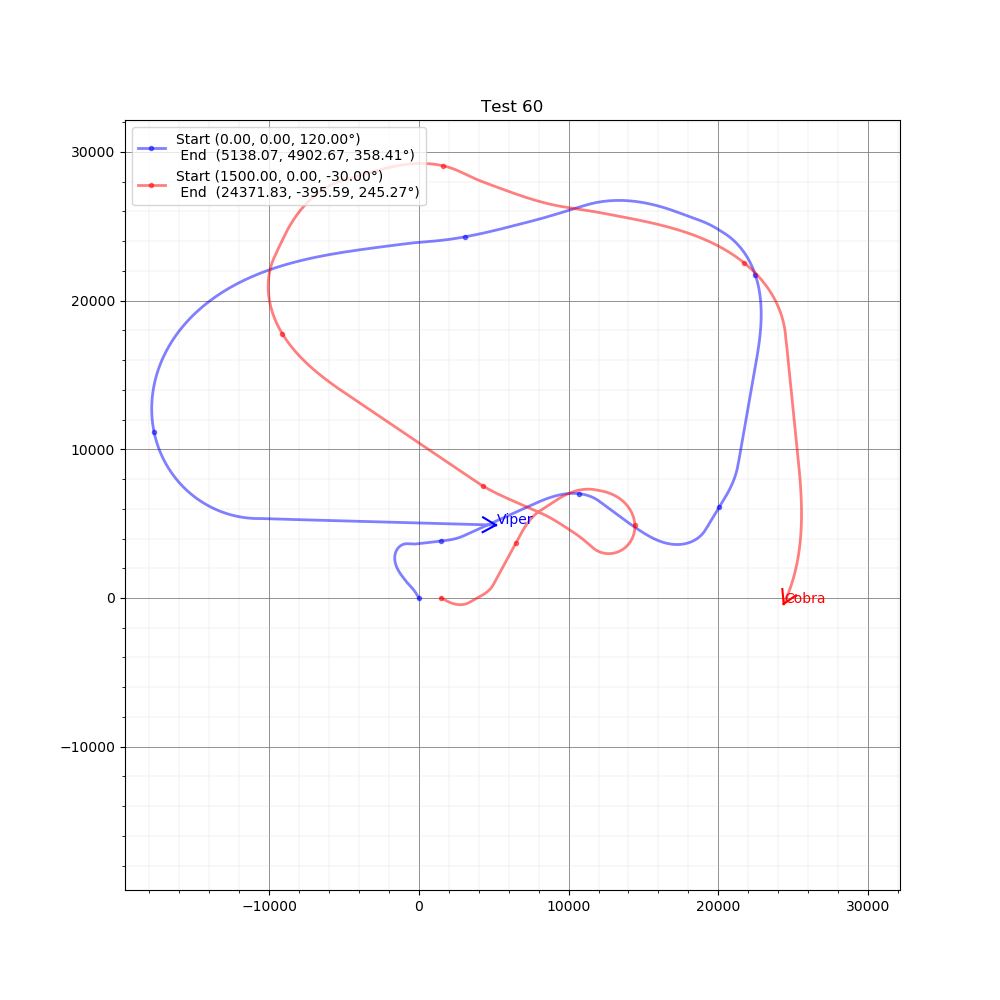 Test 60
Start (0.00, 0.00, 120.00°)
End (5138.07, 4902.67, 358.41°)
Start (1500.00, 0.00, -30.00°)
End (24371.83, -395.59, 245.27°)
30000
20000
10000
0
−10000
Viper
Cobra
−10000
0
10000
20000
30000